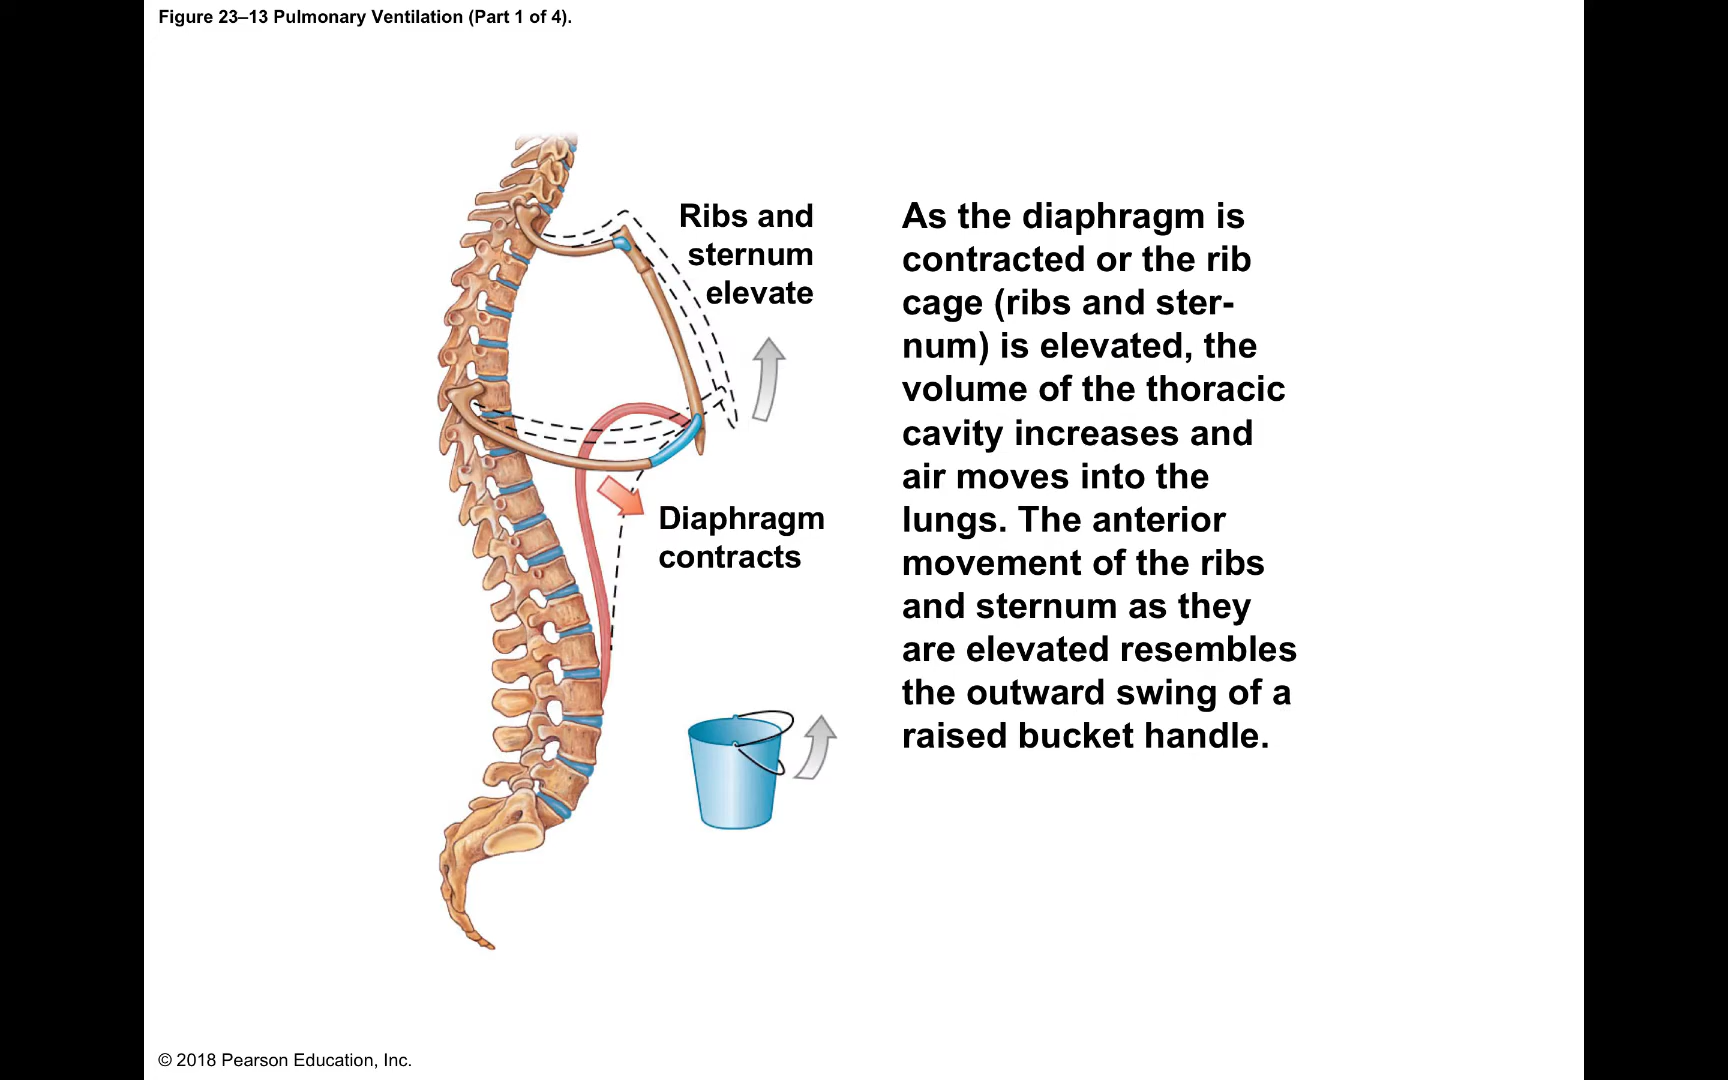 Figure 23–13 Pulmonary Ventilation (Part 1 of 4).
Ribs and
sternum
elevate
Diaphragm
contracts
As the diaphragm is
contracted or the rib
cage (ribs and ster-
num) is elevated, the
volume of the thoracic
cavity increases and
air moves into the
lungs. The anterior
movement of the ribs
and sternum as they
are elevated resembles
the outward swing of a
raised bucket handle.
© 2018 Pearson Education, Inc.